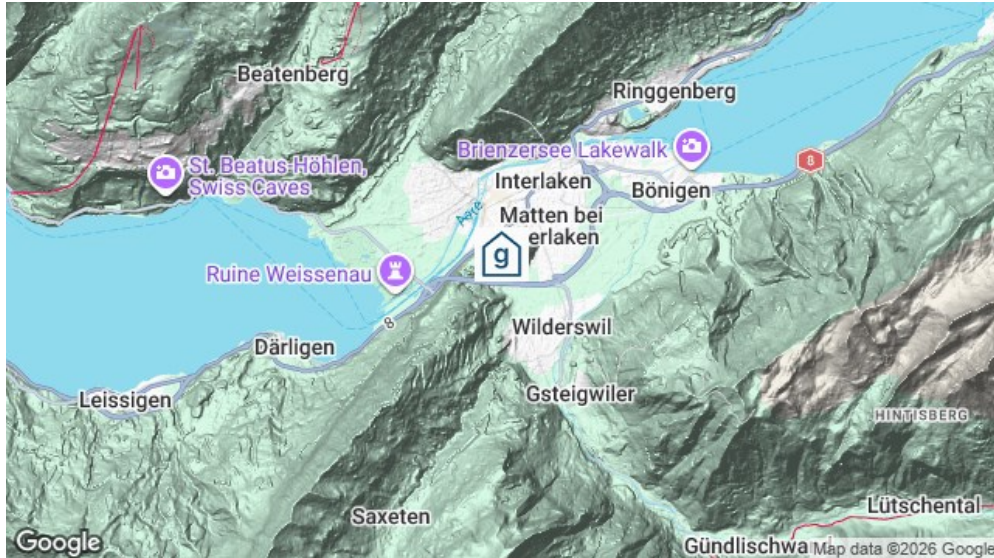 Beatenberg
Ringgenberg
St. Beatus-Höhlen,
Swiss Caves
Brienzersee Lakewalk
8
Interlaken
Bönigen
Aare
Matten bei
erlaken
g
Ruine Weissenau
8
Wilderswil
Därligen
Gsteigwiler
Leissigen
HINTISBERG
Lütschental
Saxeten
Google
Gündlischwa
Map data ©2026 Google